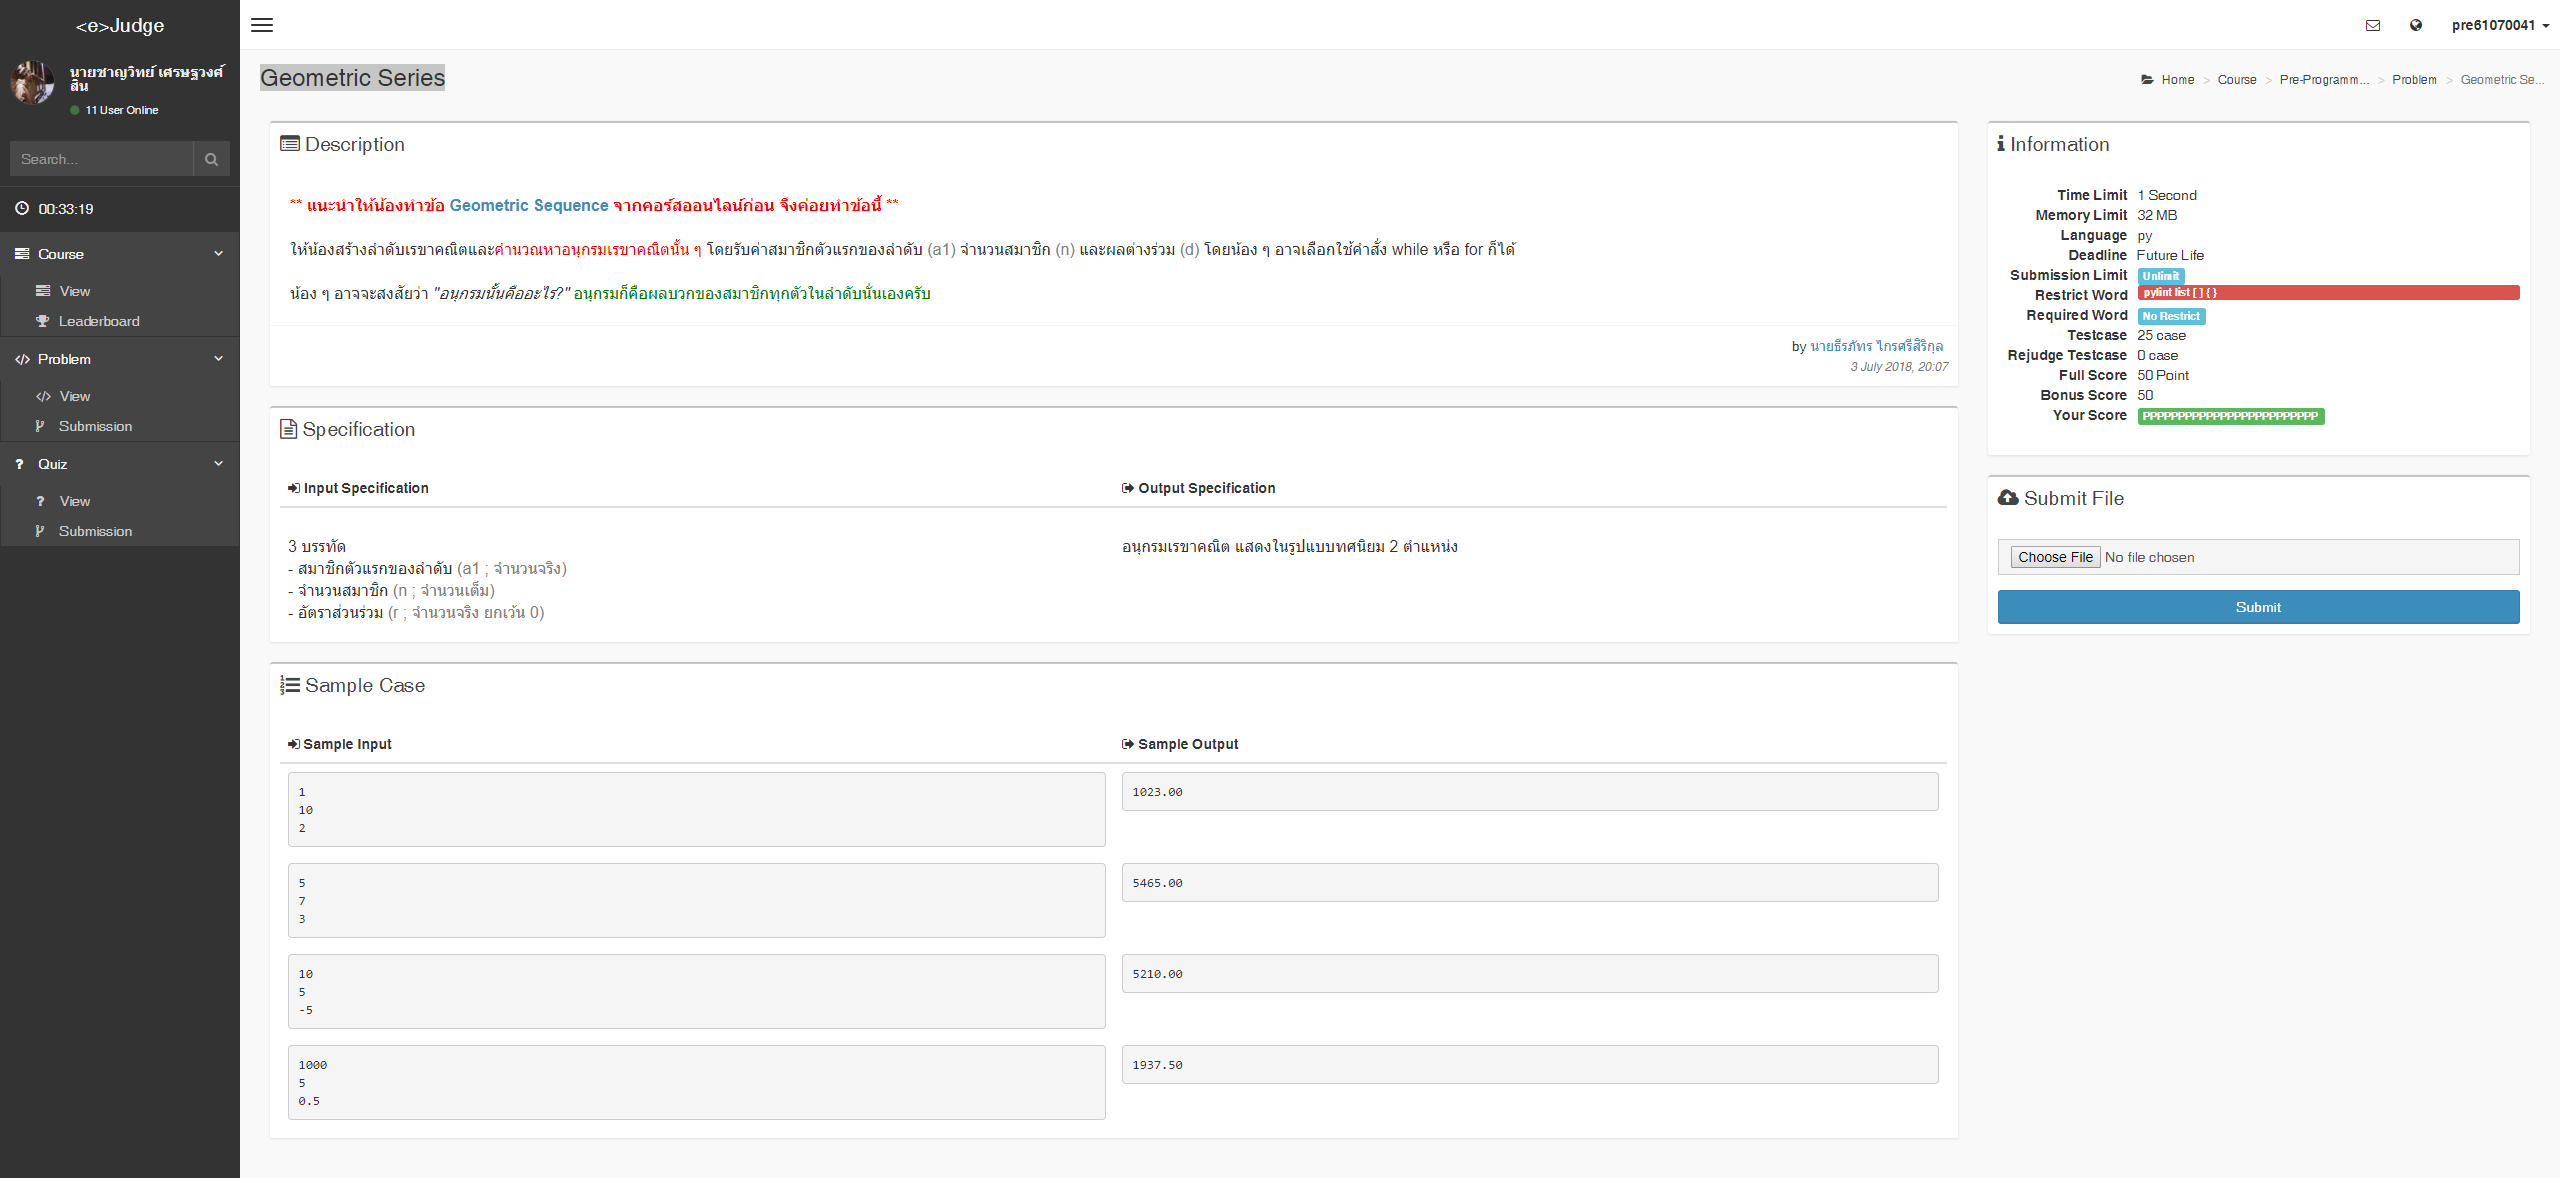 <e>Judge
pre61070041
นายชาญวิทย์ เศรษฐวงศ์
สิน
11 User Online
Search...
00:33:19
Course
View
Leaderboard
Problem
View
Submission
Quiz
View
Submission
Geometric Series
Home > Course > Pre-Programm... > Problem > Geometric Se...
Description
** แนะนำให้น้องทำข้อ Geometric Sequence จากคอร์สออนไลน์ก่อน จึงค่อยทำข้อนี้ **
ให้น้องสร้างลำดับเรขาคณิตและคำนวณหาอนุกรมเรขาคณิตนั้น ๆ โดยรับค่าสมาชิกตัวแรกของลำดับ (a1) จำนวนสมาชิก (n) และผลต่างร่วม (d) โดยน้อง ๆ อาจเลือกใช้คำสั่ง while หรือ for ก็ได้
น้อง ๆ อาจจะสงสัยว่า "อนุกรมนั้นคืออะไร?" อนุกรมก็คือผลบวกของสมาชิกทุกตัวในลำดับนั่นเองครับ
by นายธีรภัทร ไกรศรีสิริกุล
3 July 2018, 20:07
Specification
Input Specification
3 บรรทัด
- สมาชิกตัวแรกของลำดับ (a1 ; จำนวนจริง)
- จำนวนสมาชิก (n ; จำนวนเต็ม)
- อัตราส่วนร่วม (r ; จำนวนจริง ยกเว้น 0)
Output Specification
อนุกรมเรขาคณิต แสดงในรูปแบบทศนิยม 2 ตำแหน่ง
Sample Case
Sample Input
Sample Output
1
10
2
1023.00
5
7
3
5465.00
10
5
-5
5210.00
1000
5
0.5
1937.50
Information
Time Limit 1 Second
Memory Limit 32 MB
Language py
Deadline Future Life
Submission Limit Unlimit
Restrict Word pylint list [ ] { }
Required Word No Restrict
Testcase 25 case
Rejudge Testcase 0 case
Full Score 50 Point
Bonus Score 50
Your Score PPPPPPPPPPPPPPPPPPPPPPPPP
Submit File
Choose File No file chosen
Submit